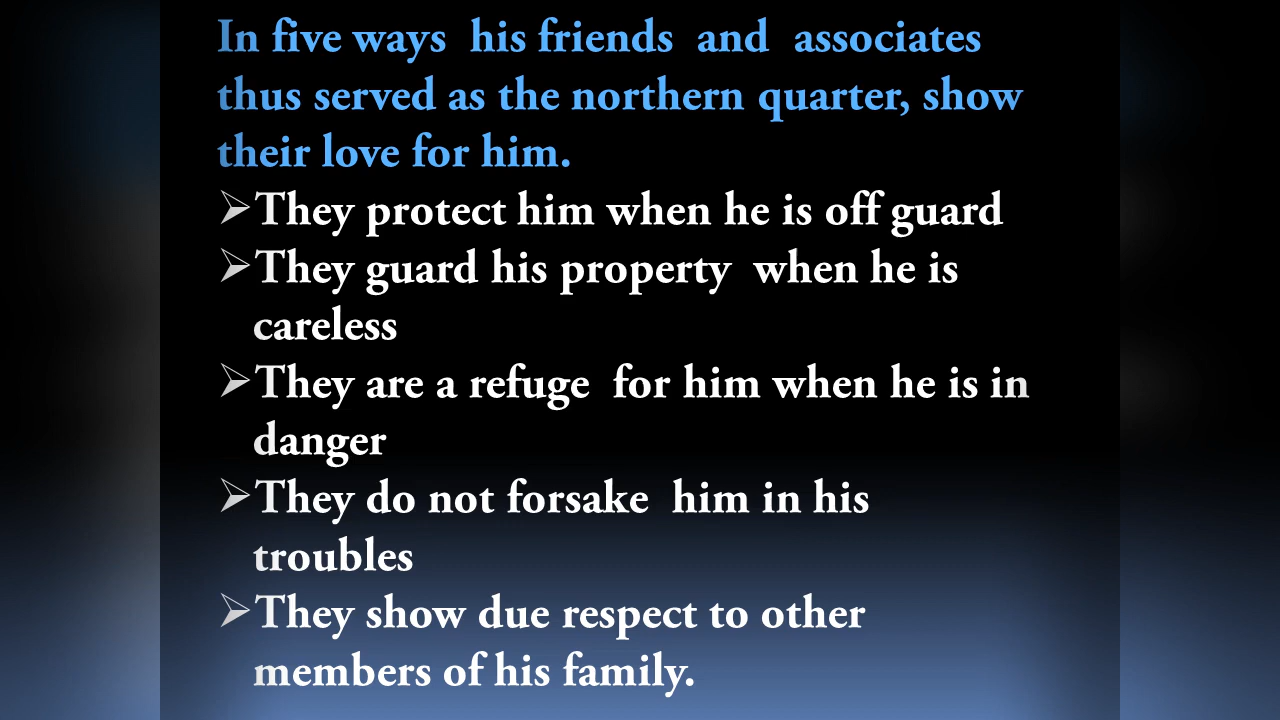 In five ways his friends and associates
thus served as the northern quarter, show
their love for him.
➢They protect him when he is off guard
➢They guard his property when he is
careless
➢They are a refuge for him when he is in
danger
➢They do not forsake him in his
troubles
➢They show due respect to other
members of his family.